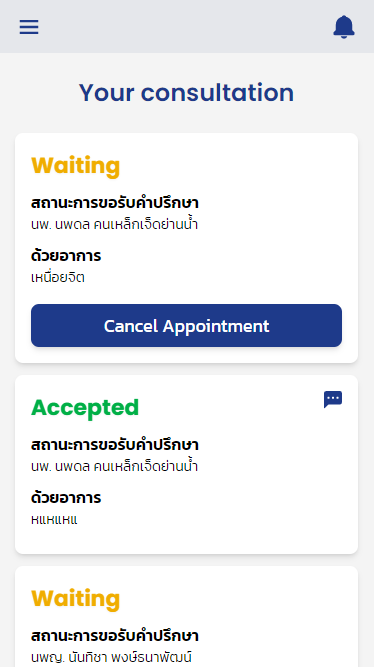 Your consultation
Waiting
สถานะการขอรับคำปรึกษา
นพ. นพดล คนเหล็กเจ็ดย่านน้ำ
ด้วยอาการ
เหนื่อยจิต
Cancel Appointment
Accepted
สถานะการขอรับคำปรึกษา
นพ. นพดล คนเหล็กเจ็ดย่านน้ำ
ด้วยอาการ
หแหแหแ
Waiting
สถานะการขอรับคำปรึกษา
นพญ. นันทิชา พงษ์ธนาพัฒน์